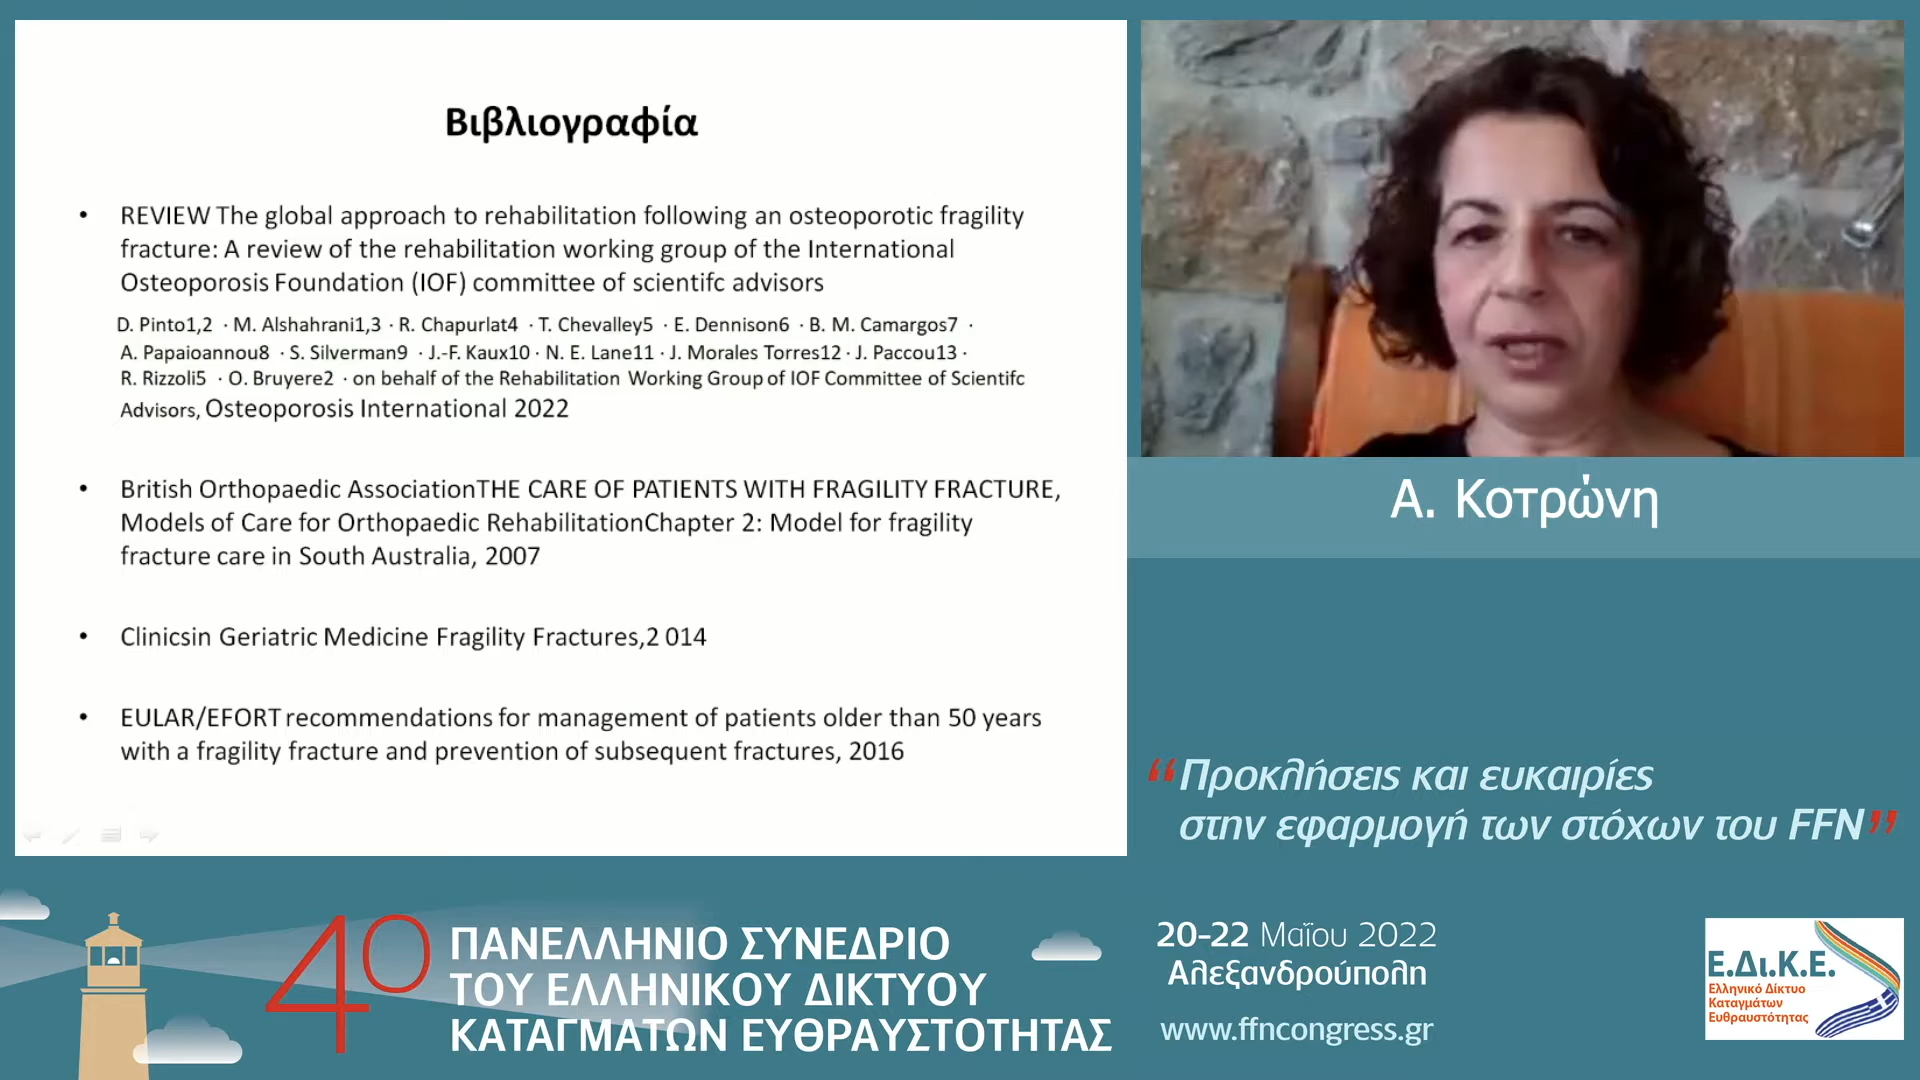 Βιβλιογραφία
• REVIEW The global approach to rehabilitation following an osteoporotic fragility
fracture: A review of the rehabilitation working group of the International
Osteoporosis Foundation (IOF) committee of scientifc advisors
D. Pinto1,2 · M. Alshahrani1,3 · R. Chapurlat4 · T. Chevalley5 · E. Dennison6 · B. M. Camargos7 ·
A. Papaioannou8 · S. Silverman9 · J.-F. Kaux10 · N. E. Lane11 · J. Morales Torres12 · J. Paccou13 ·
R. Rizzoli5 · O. Bruyere2 · on behalf of the Rehabilitation Working Group of IOF Committee of Scientifc
Advisors, Osteoporosis International 2022
• British Orthopaedic AssociationTHE CARE OF PATIENTS WITH FRAGILITY FRACTURE,
Models of Care for Orthopaedic RehabilitationChapter 2: Model for fragility
fracture care in South Australia, 2007
• Clinicsin Geriatric Medicine Fragility Fractures,2 014
• EULAR/EFORT recommendations for management of patients older than 50 years
with a fragility fracture and prevention of subsequent fractures, 2016
Α. Κοτρώνη
“Προκλήσεις και ευκαιρίες
στην εφαρμογή των στόχων του FFN”
4ο
ΠΑΝΕΛΛΗΝΙΟ ΣΥΝΕΔΡΙΟ
ΤΟΥ ΕΛΛΗΝΙΚΟΥ ΔΙΚΤΥΟΥ
ΚΑΤΑΓΜΑΤΩΝ ΕΥΘΡΑΥΣΤΟΤΗΤΑΣ
20-22 Μαΐου 2022
Αλεξανδρούπολη
www.ffncongress.gr
Ε.Δι.Κ.Ε.
Ελληνικό Δίκτυο
Καταγμάτων
Ευθραυστότητας